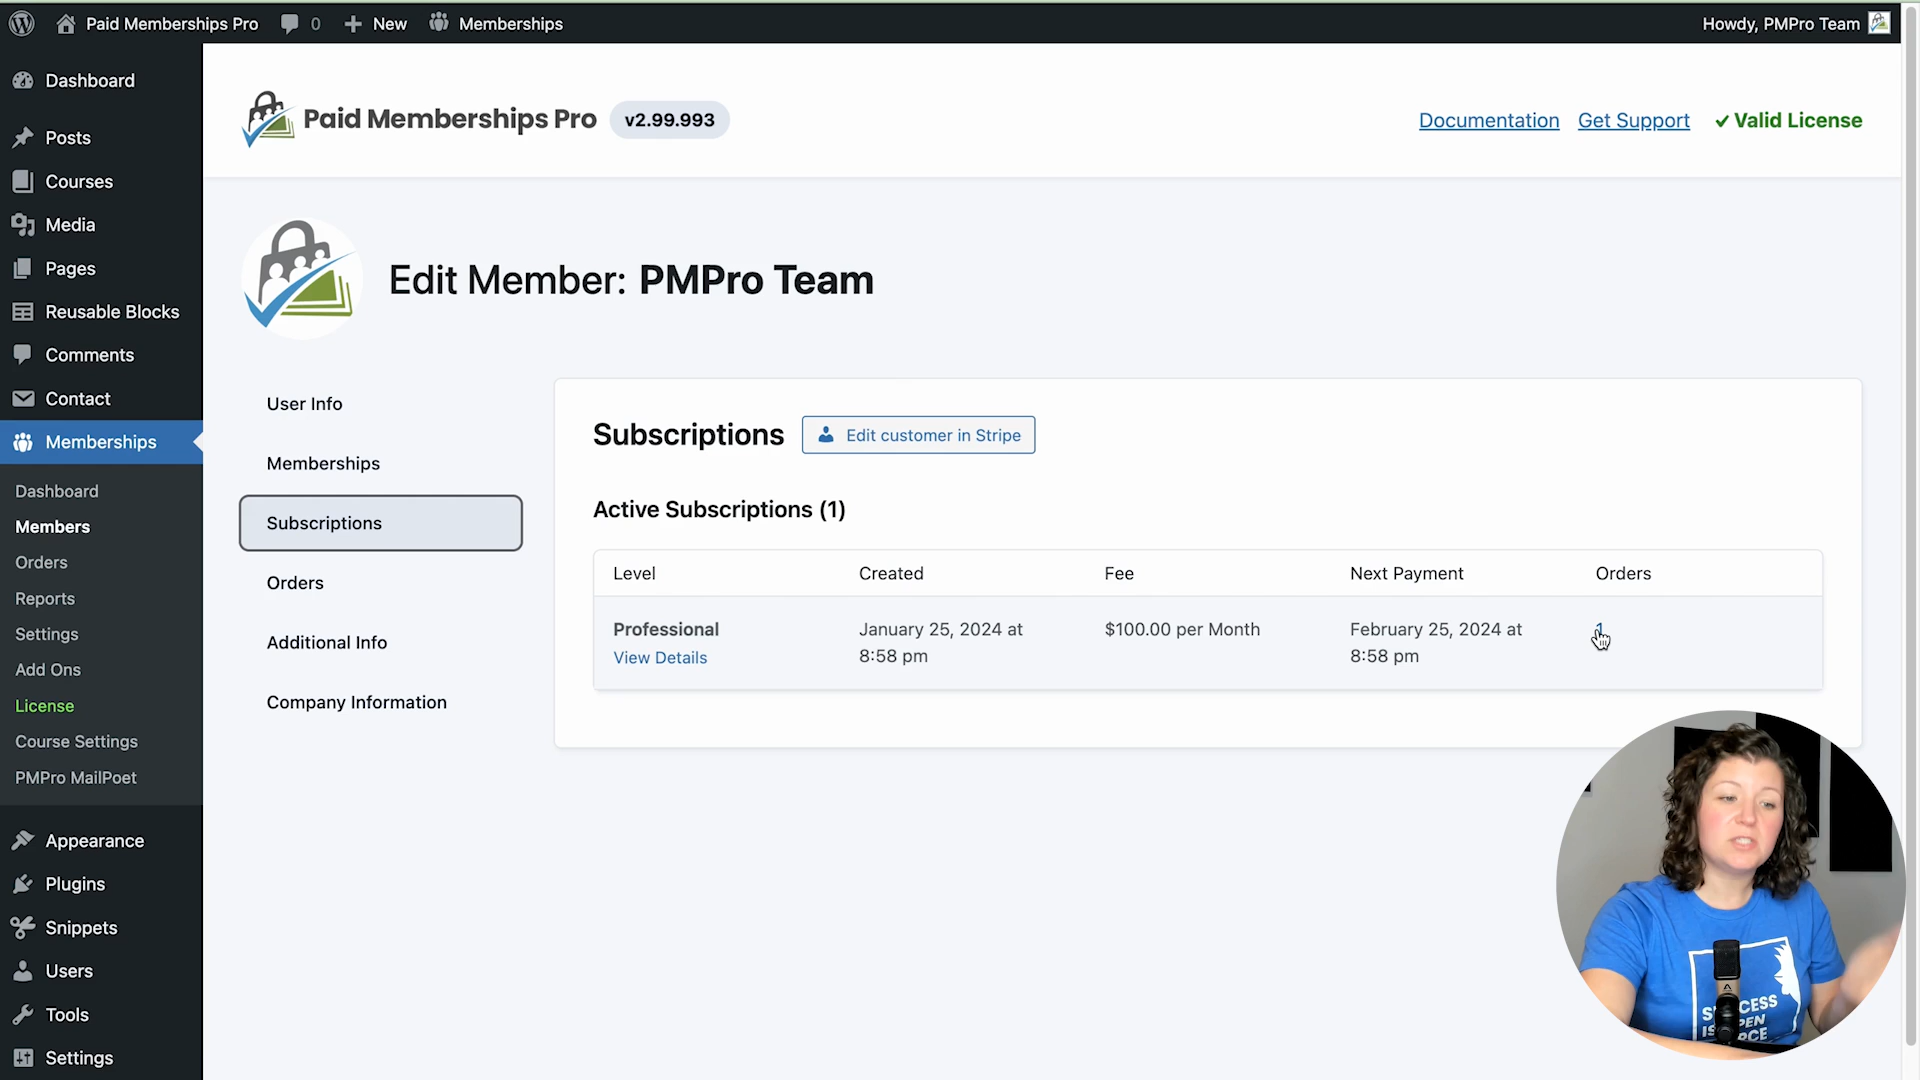 Paid Memberships Pro
0
New
Memberships
Howdy, PMPro Team
Dashboard
Posts
Courses
Media
Pages
Reusable Blocks
Comments
Contact
Memberships
Dashboard
Members
Orders
Reports
Settings
Add Ons
License
Course Settings
PMPro MailPoet
Appearance
Plugins
Snippets
Users
Tools
Settings
Paid Memberships Pro
v2.99.993
Documentation
Get Support
Valid License
Edit Member: PMPro Team
User Info
Memberships
Subscriptions
Orders
Additional Info
Company Information
Subscriptions
Edit customer in Stripe
Active Subscriptions (1)
Level
Created
Fee
Next Payment
Orders
Professional
View Details
January 25, 2024 at
8:58 pm
$100.00 per Month
February 25, 2024 at
8:58 pm
1